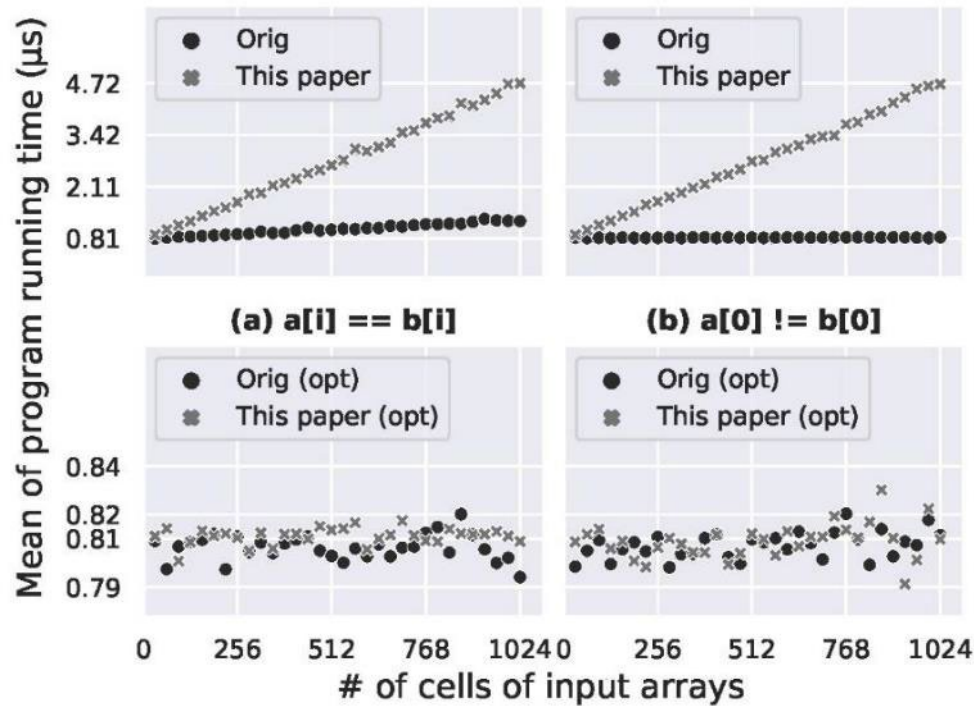 Mean of program running time (μs)
Orig
This paper
4.72
3.42
2.11
0.81
Orig
This paper
(a) a[i] == b[i]
(b) a[0] != b[0]
Orig (opt)
This paper (opt)
0.84
0.82
0.81
0.79
Orig (opt)
This paper (opt)
0 256 512 768 1024
0 256 512 768 1024
# of cells of input arrays